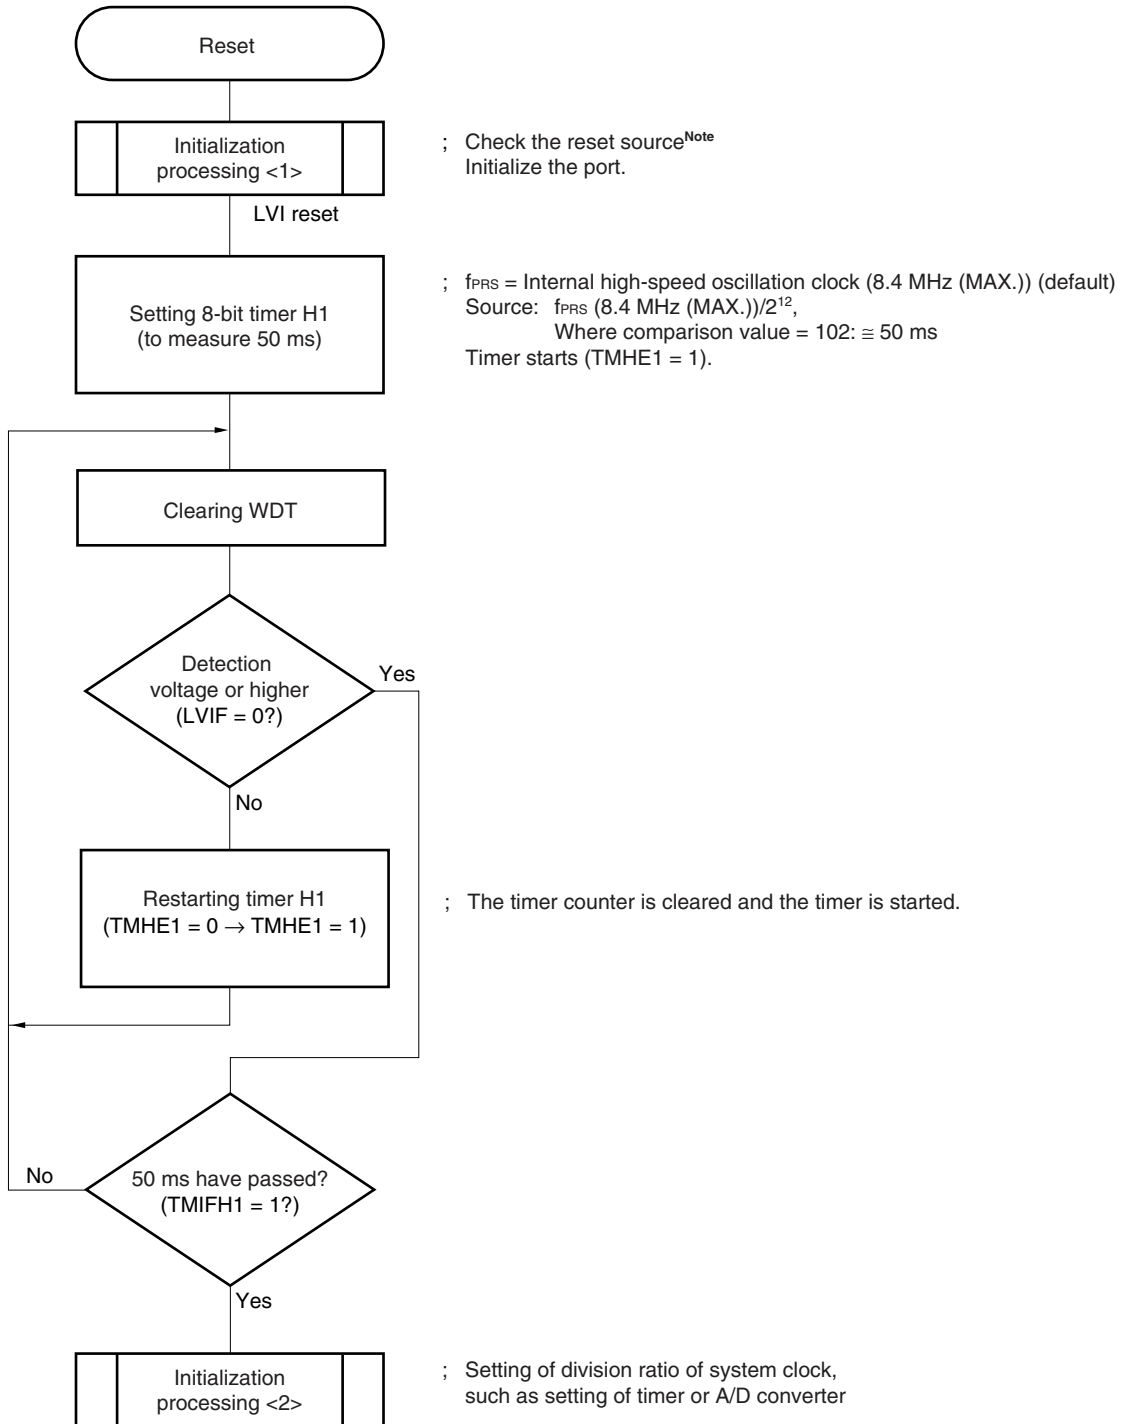 Reset
Initialization
processing <1>
; Check the reset sourceNote
Initialize the port.
LVI reset
Setting 8-bit timer H1
(to measure 50 ms)
; fPRS = Internal high-speed oscillation clock (8.4 MHz (MAX.)) (default)
Source: fPRS (8.4 MHz (MAX.))/2¹²,
Where comparison value = 102: ≅ 50 ms
Timer starts (TMHE1 = 1).
Clearing WDT
Detection
voltage or higher
(LVIF = 0?)
Yes
No
Restarting timer H1
(TMHE1 = 0 → TMHE1 = 1)
; The timer counter is cleared and the timer is started.
50 ms have passed?
(TMIFH1 = 1?)
No
Yes
Initialization
processing <2>
; Setting of division ratio of system clock,
such as setting of timer or A/D converter